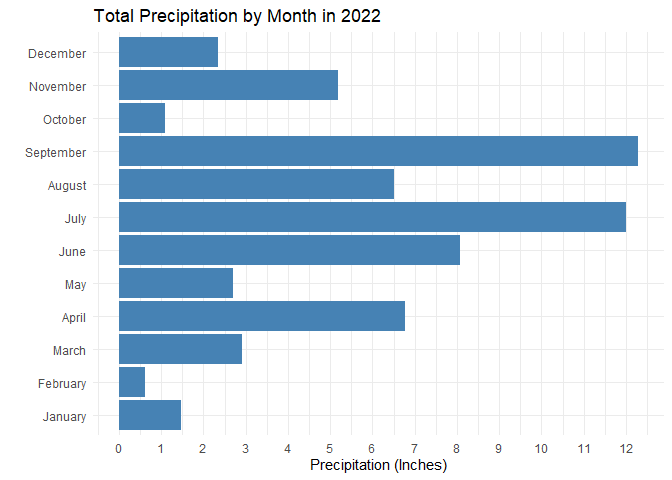 Total Precipitation by Month in 2022
December
November
October
September
August
July
June
May
April
March
February
January
0 1 2 3 4 5 6 7 8 9 10 11 12
Precipitation (Inches)